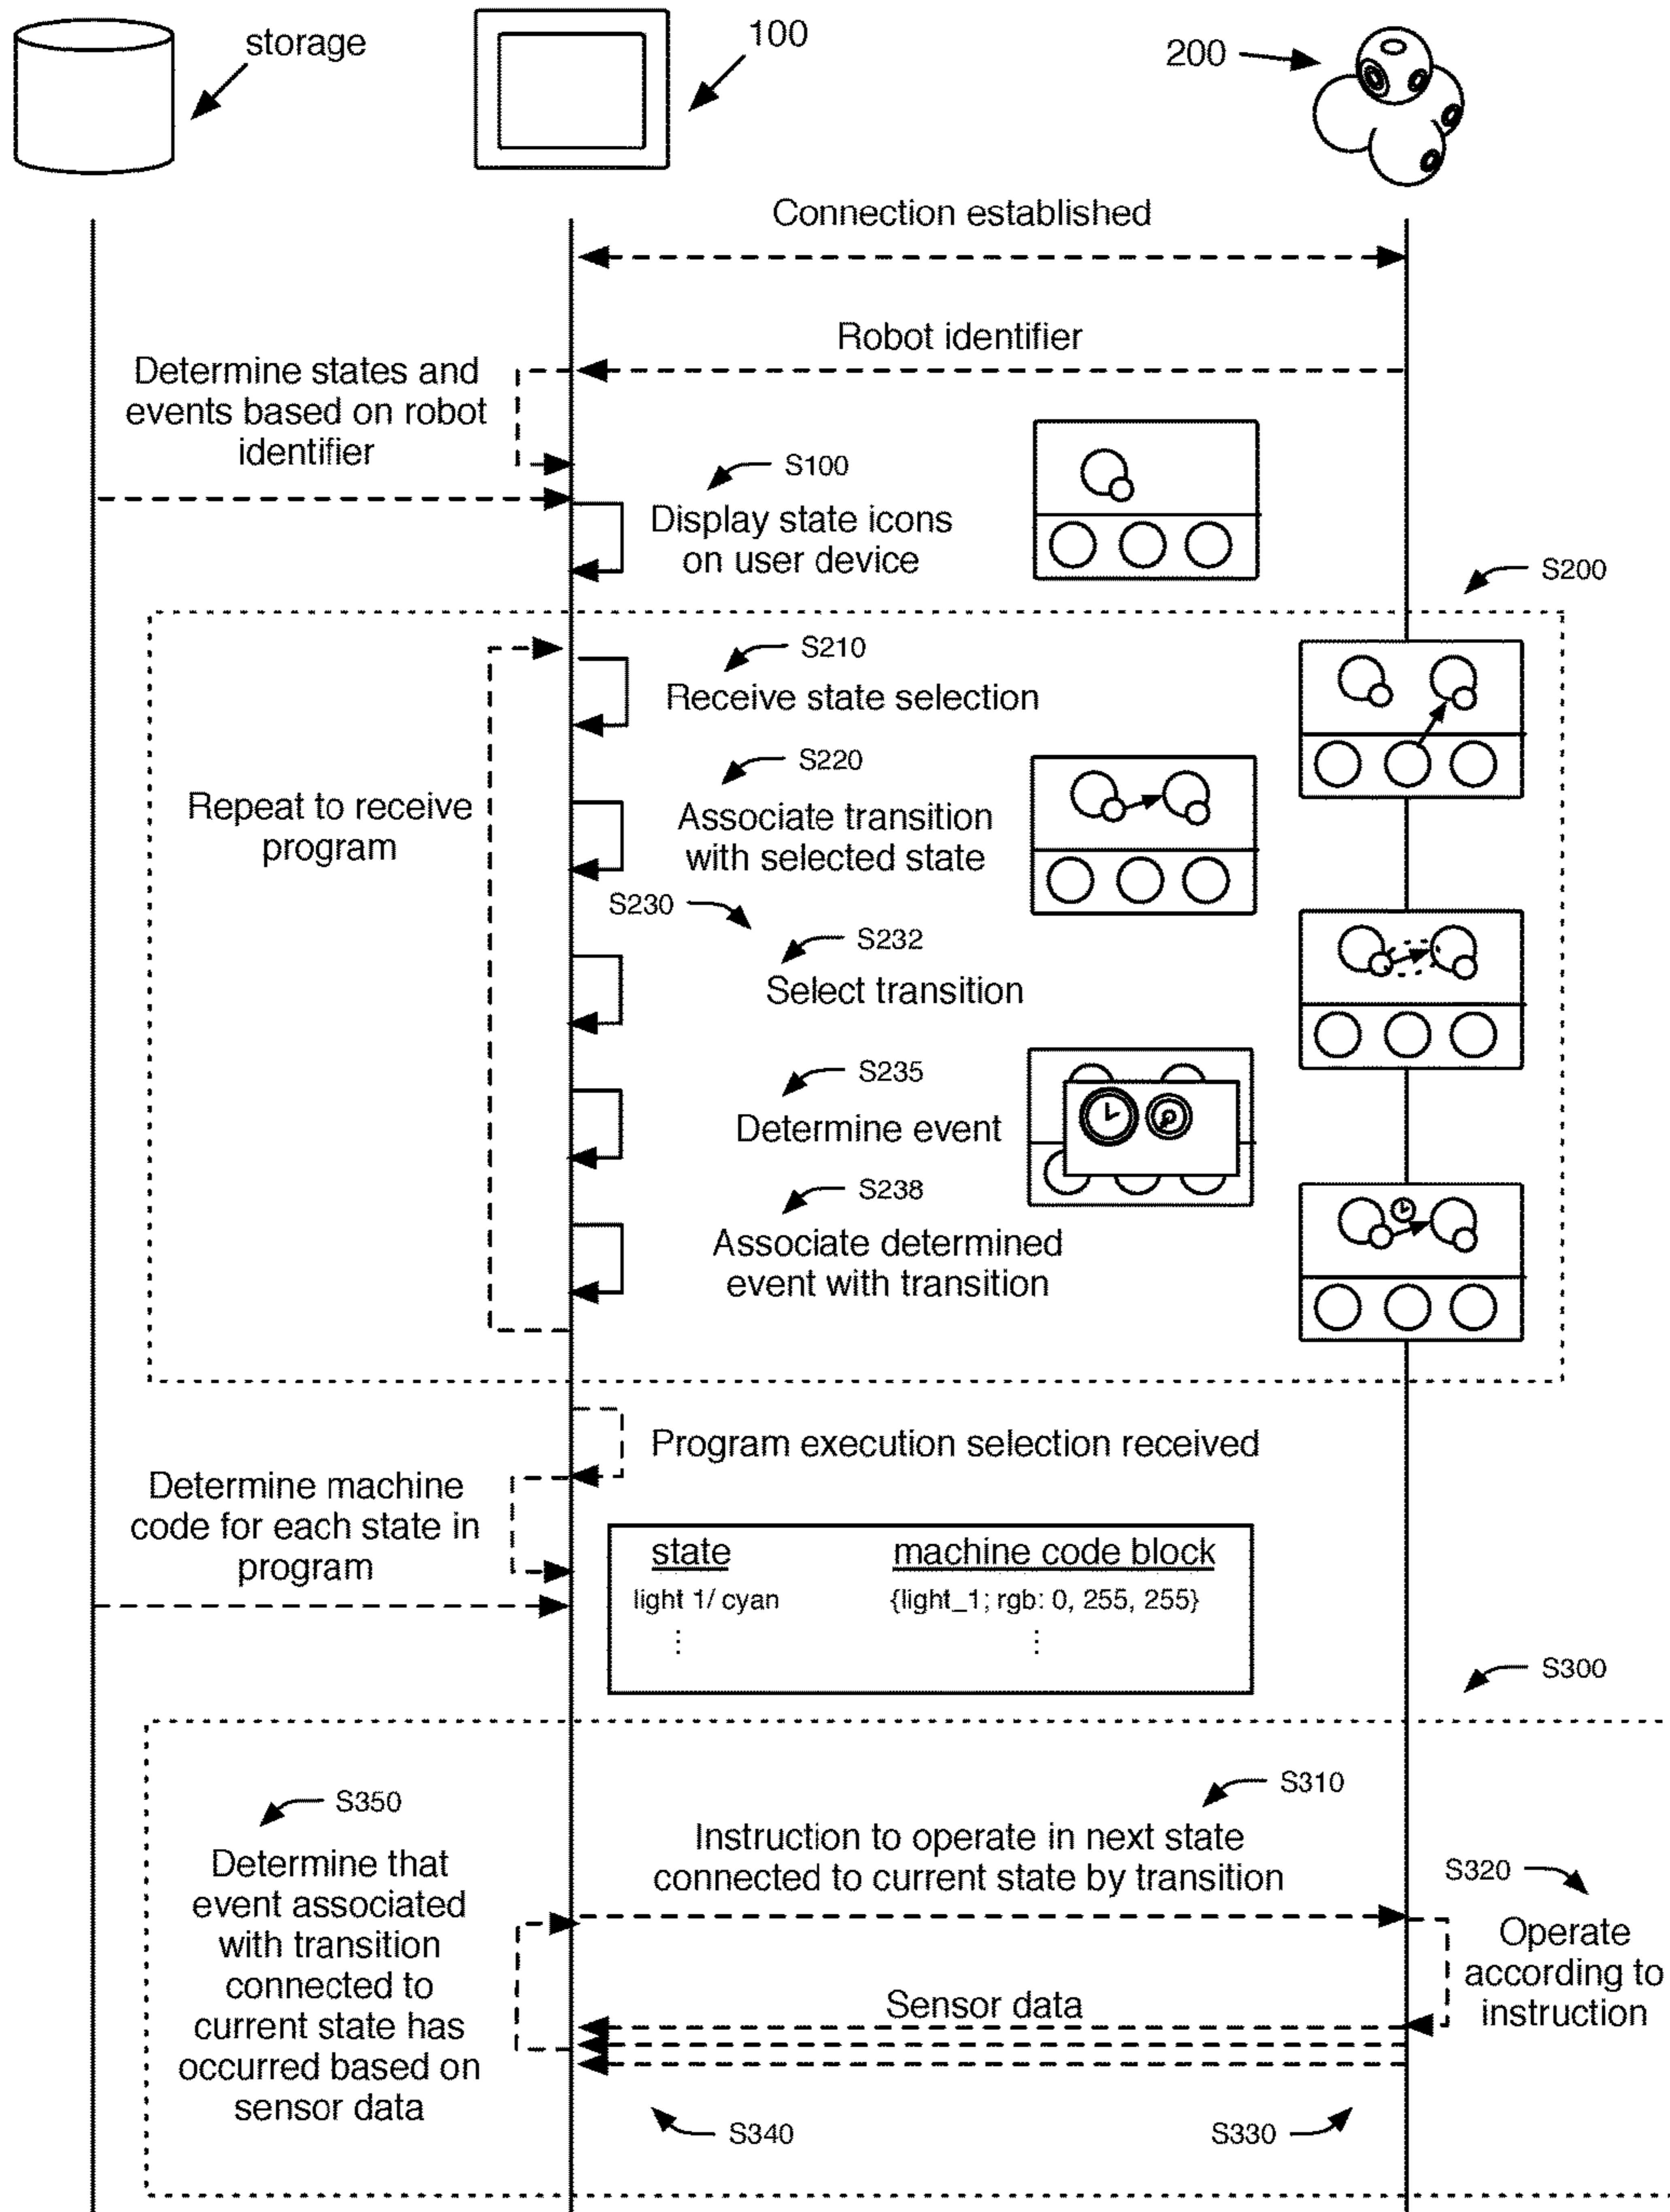 storage
100
200
Connection established
Robot identifier
Determine states and
events based on robot
identifier
S100
Display state icons
on user device
S200
S210
Receive state selection
S220
Associate transition
with selected state
Repeat to receive
program
S230
S232
Select transition
S235
Determine event
S238
Associate determined
event with transition
Program execution selection received
Determine machine
code for each state in
program
state machine code block
light 1/ cyan {light_1; rgb: 0, 255, 255}
⋮ ⋮
S300
S350
Determine that
event associated
with transition
connected to
current state has
occurred based on
sensor data
S310
Instruction to operate in next state
connected to current state by transition
S320
Operate
according to
instruction
Sensor data
S340
S330